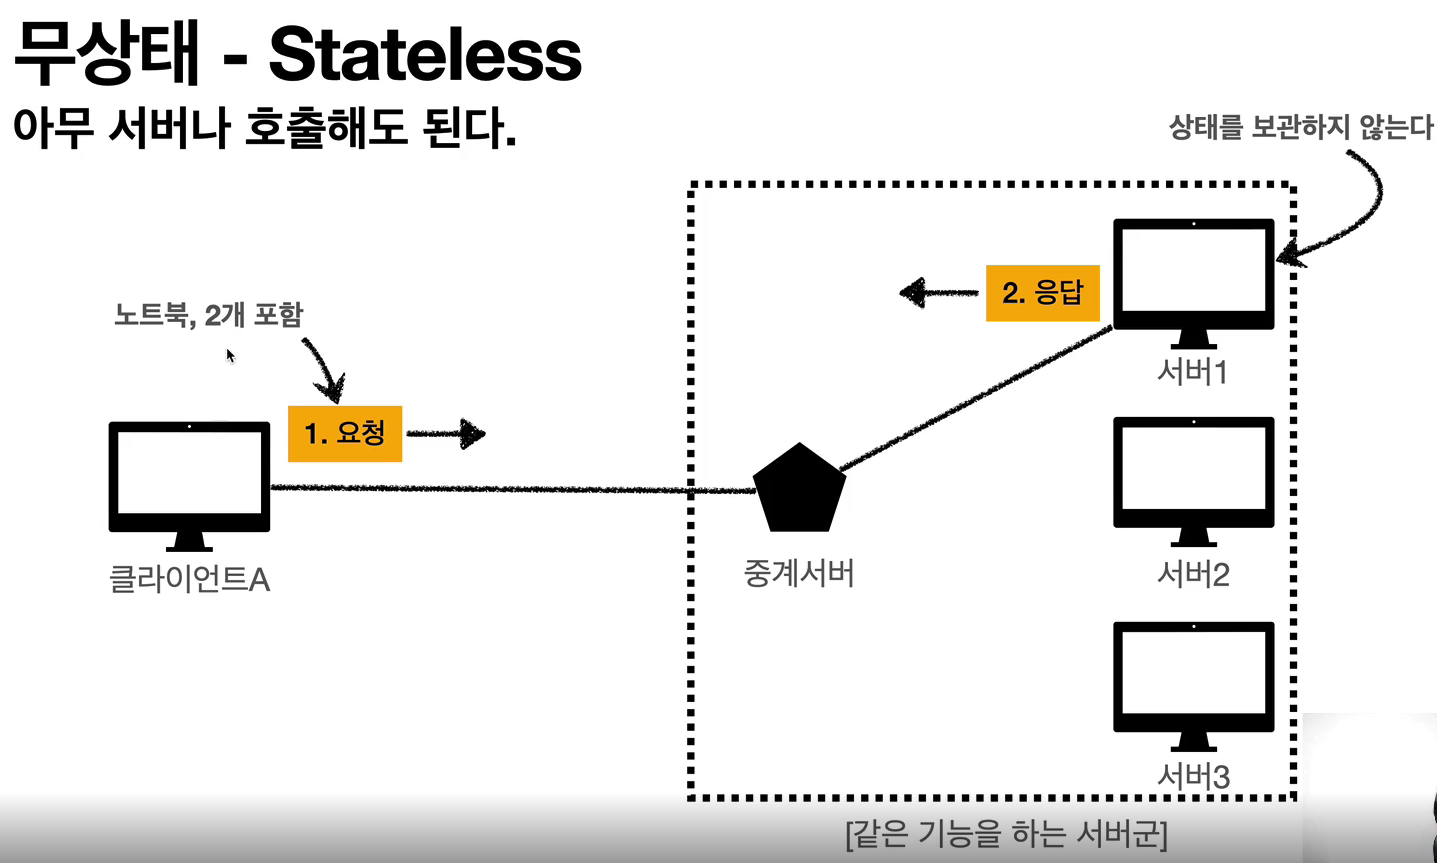 무상태 - Stateless
아무 서버나 호출해도 된다.
상태를 보관하지 않는다
노트북, 2개 포함
2. 응답
서버1
1. 요청
클라이언트A
중계서버
서버2
서버3
[같은 기능을 하는 서버군]